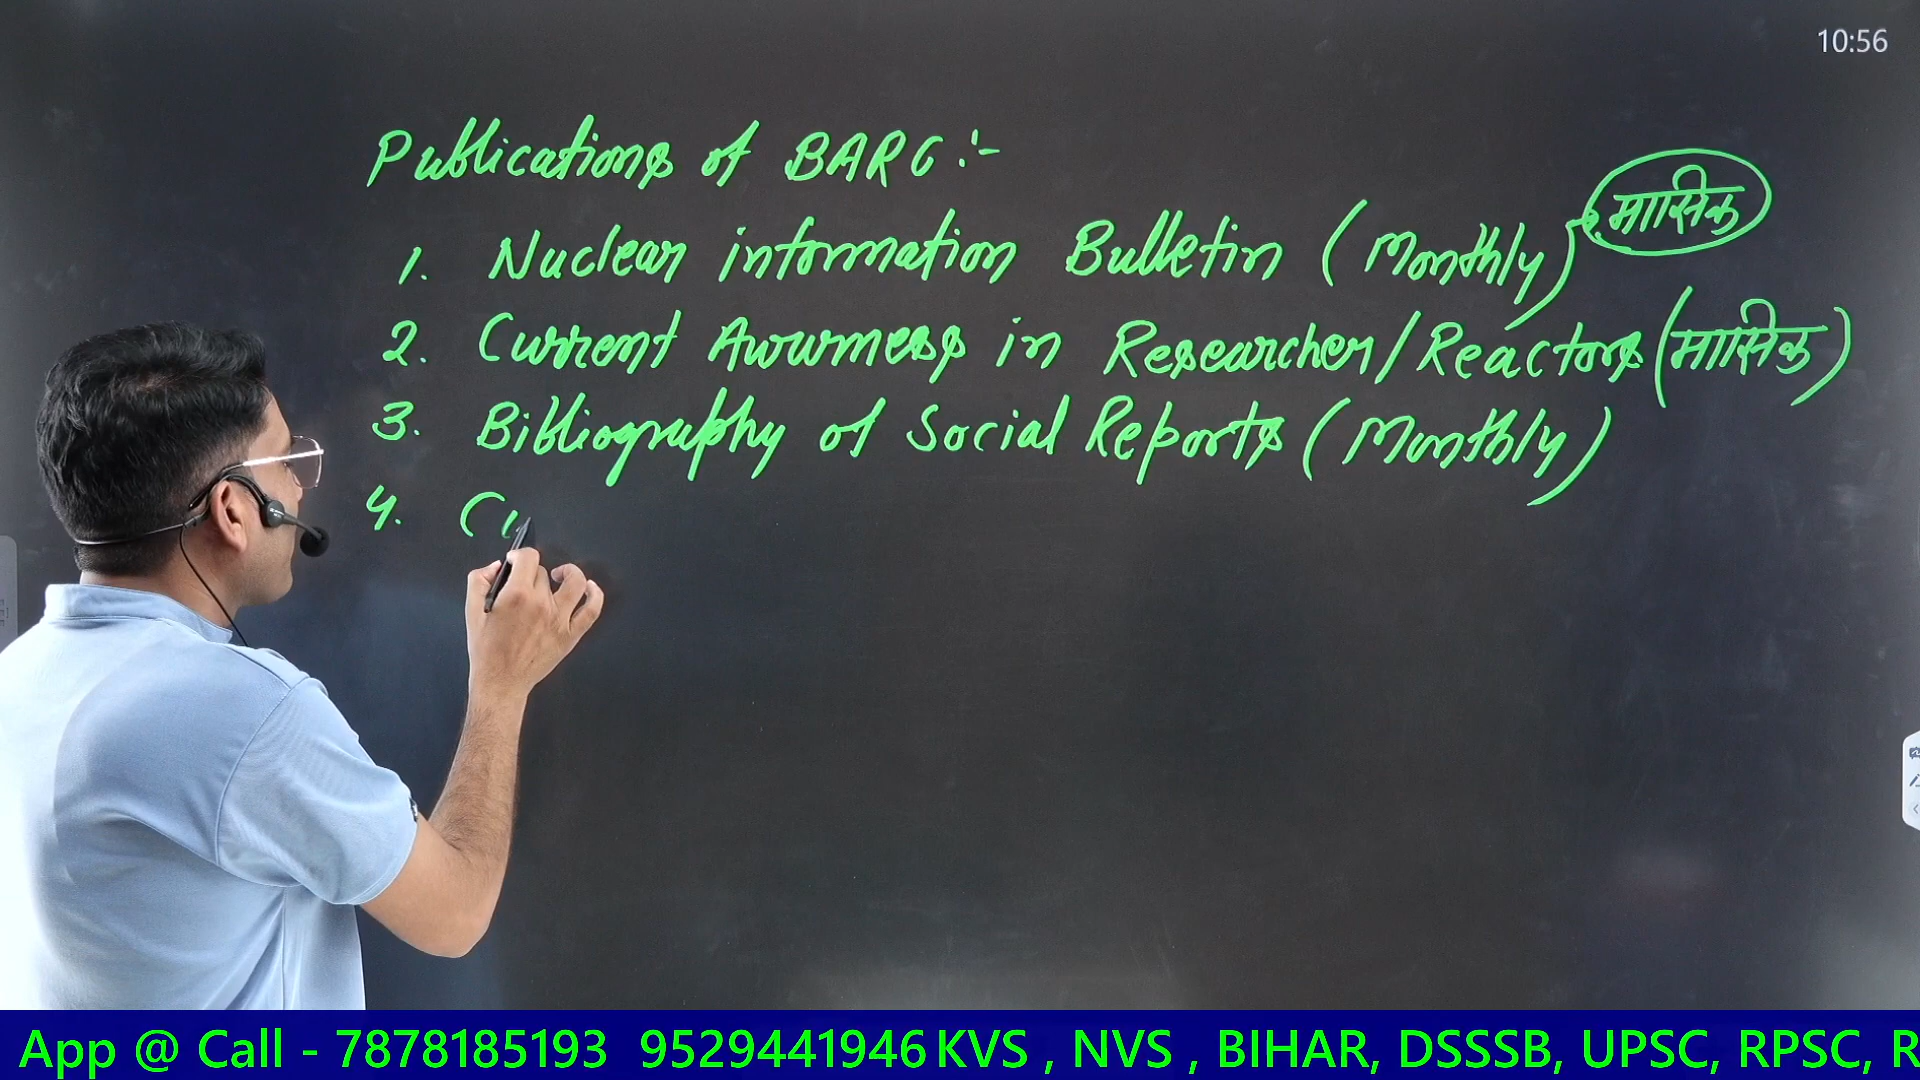 10:56
Publications of BARC :-
1. Nuclear information Bulletin (Monthly) मासिक
2. Current Awarness in Researcher/Reactors (मासिक)
3. Bibliography of Social Reports (Monthly)
4. Cu
App @ Call - 7878185193 9529441946 KVS , NVS , BIHAR, DSSSB, UPSC, RPSC, R